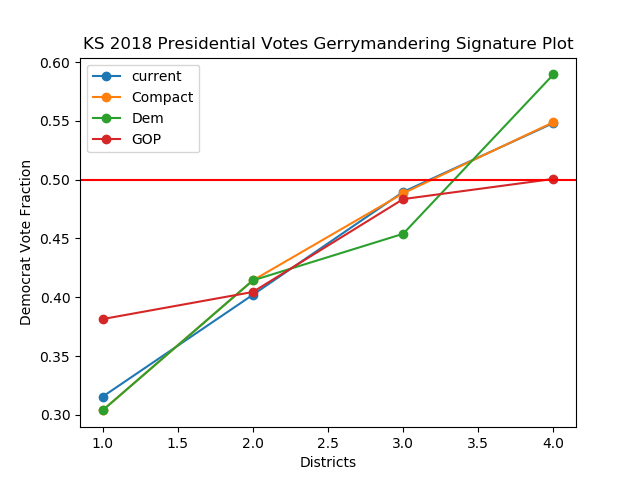 KS 2018 Presidential Votes Gerrymandering Signature Plot
current
Compact
Dem
GOP
0.60
0.55
0.50
0.45
0.40
0.35
0.30
Democrat Vote Fraction
1.0 1.5 2.0 2.5 3.0 3.5 4.0
Districts